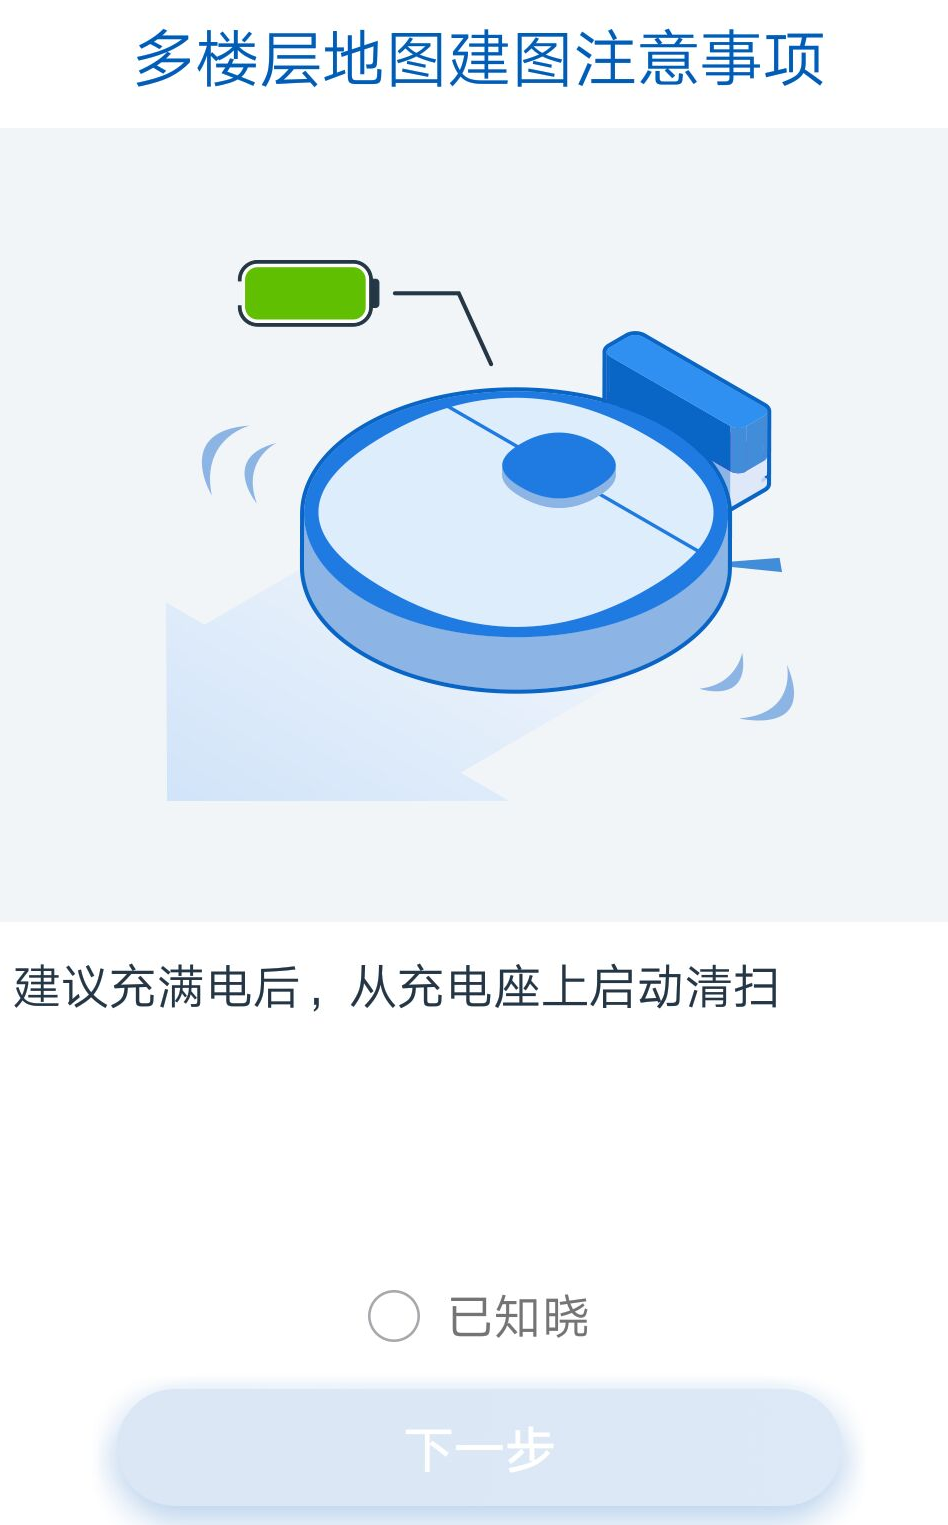 多楼层地图建图注意事项
建议充满电后，从充电座上启动清扫
已知晓
下一步